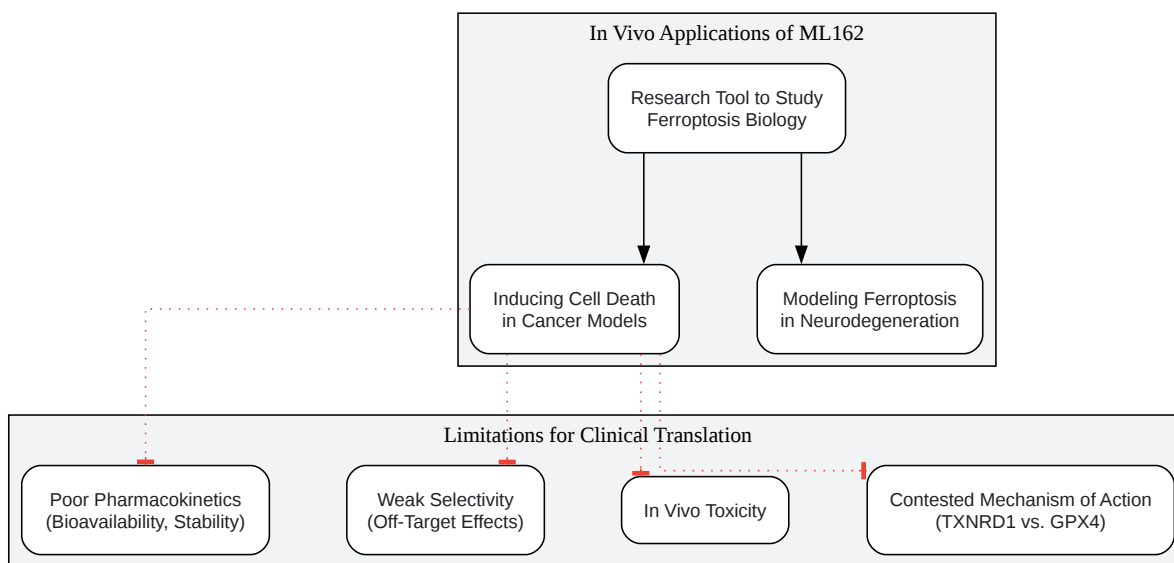 In Vivo Applications of ML162
Research Tool to Study
Ferroptosis Biology
Inducing Cell Death
in Cancer Models
Modeling Ferroptosis
in Neurodegeneration
Limitations for Clinical Translation
Poor Pharmacokinetics
(Bioavailability, Stability)
Weak Selectivity
(Off-Target Effects)
In Vivo Toxicity
Contested Mechanism of Action
(TXNRD1 vs. GPX4)